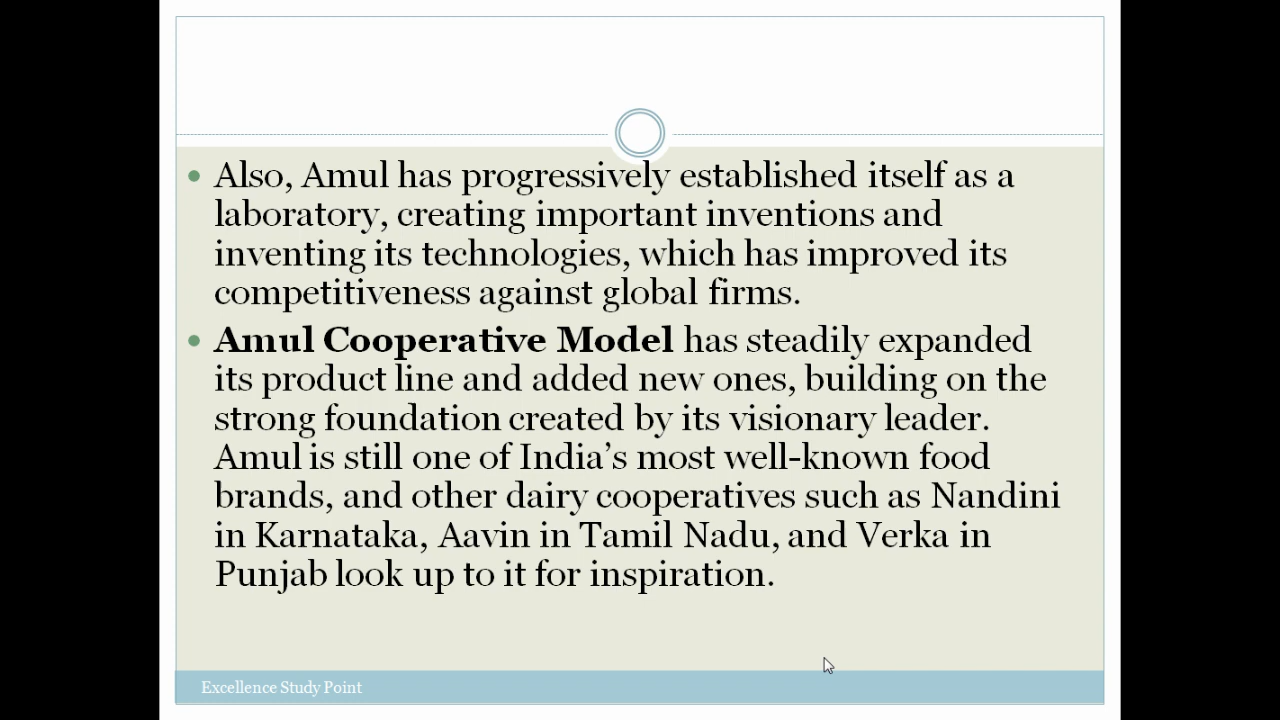 Also, Amul has progressively established itself as a
laboratory, creating important inventions and
inventing its technologies, which has improved its
competitiveness against global firms.
Amul Cooperative Model has steadily expanded
its product line and added new ones, building on the
strong foundation created by its visionary leader.
Amul is still one of India’s most well-known food
brands, and other dairy cooperatives such as Nandini
in Karnataka, Aavin in Tamil Nadu, and Verka in
Punjab look up to it for inspiration.
Excellence Study Point